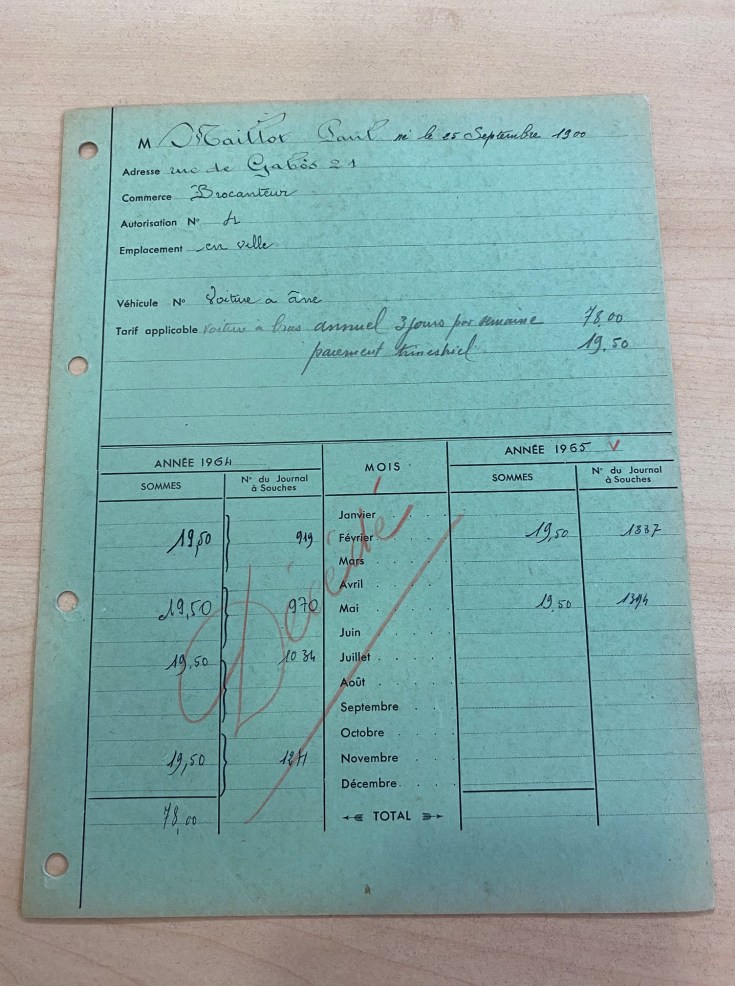 M Maillot Paul né le 25 Septembre 1900
Adresse rue de Gabès 21
Commerce Brocanteur
Autorisation N° 4
Emplacement en ville
Véhicule N° Voiture a âne
Tarif applicable voiture à bras annuel 3 jours par semaine 78,00
paiement trimestriel 19,50
ANNÉE 1964 MOIS ANNÉE 1965 V
SOMMES N° du Journal à Souches SOMMES N° du Journal à Souches
Janvier
19,50 919 Février 19,50 1337
Mars
Avril
19,50 970 Mai 19,50 1394
Juin
19,50 1034 Juillet
Août
Septembre
Octobre
19,50 Novembre
Décembre
78,00 TOTAL
Décédé